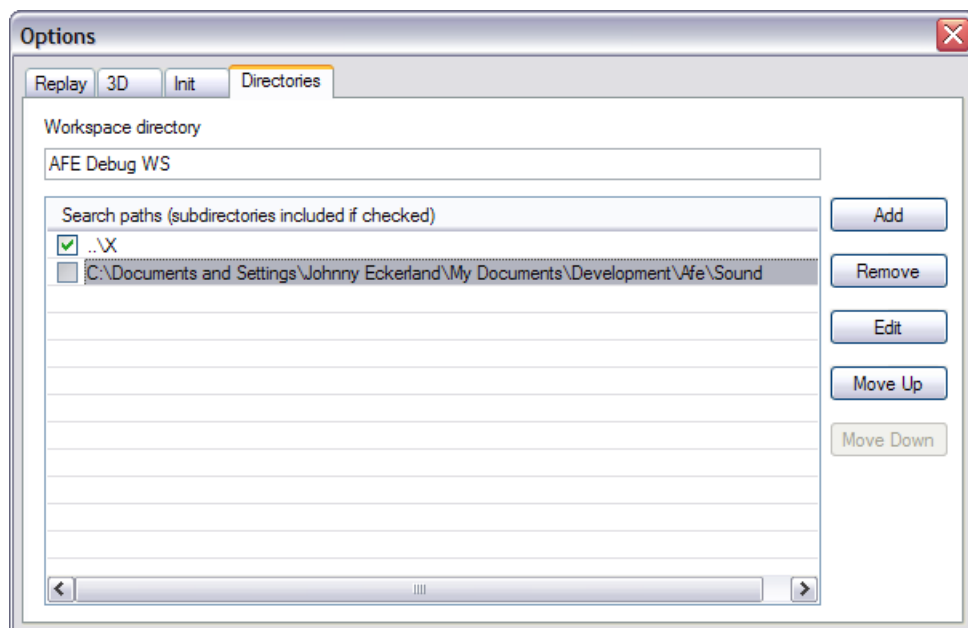 Options
Replay 3D Init Directories
Workspace directory
AFE Debug WS
Search paths (subdirectories included if checked)
Add
..\X
C:\Documents and Settings\Johnny Eckerland\My Documents\Development\Afe\Sound
Remove
Edit
Move Up
Move Down